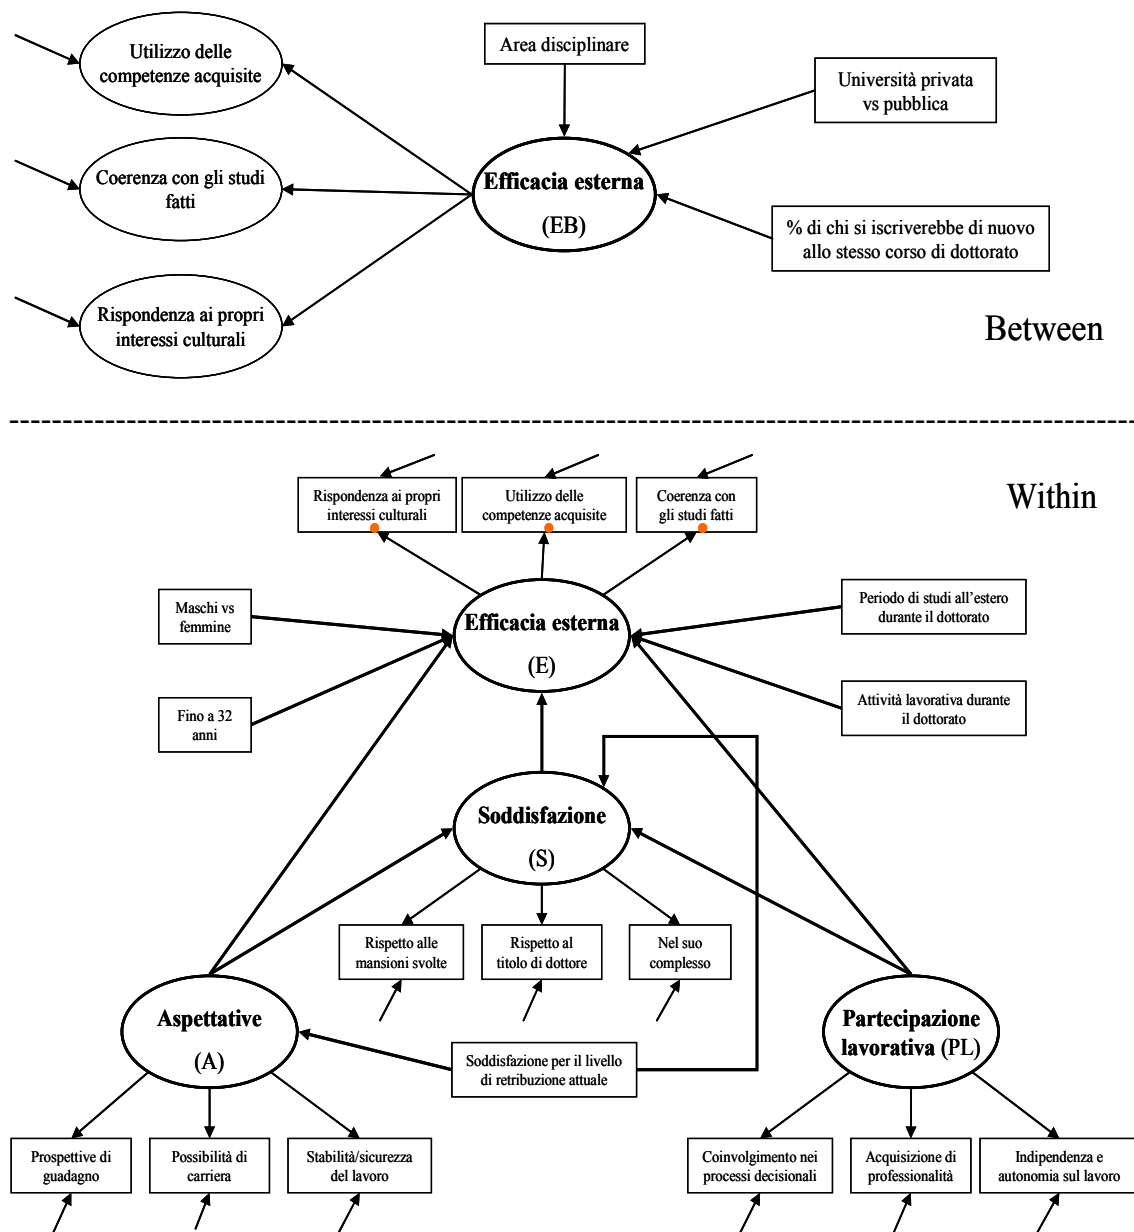 Utilizzo delle
competenze acquisite
Area disciplinare
Università privata
vs pubblica
Coerenza con gli studi
fatti
Efficacia esterna
(EB)
% di chi si iscriverebbe di nuovo
allo stesso corso di dottorato
Rispondenza ai propri
interessi culturali
Between
Within
Rispondenza ai propri
interessi culturali
Utilizzo delle
competenze acquisite
Coerenza con
gli studi fatti
Maschi vs
femmine
Efficacia esterna
(E)
Periodo di studi all'estero
durante il dottorato
Fino a 32
anni
Attività lavorativa durante
il dottorato
Soddisfazione
(S)
Rispetto alle
mansioni svolte
Rispetto al
titolo di dottore
Nel suo
complesso
Aspettative
(A)
Soddisfazione per il livello
di retribuzione attuale
Partecipazione
lavorativa (PL)
Prospettive di
guadagno
Possibilità di
carriera
Stabilità/sicurezza
del lavoro
Coinvolgimento nei
processi decisionali
Acquisizione di
professionalità
Indipendenza e
autonomia sul lavoro